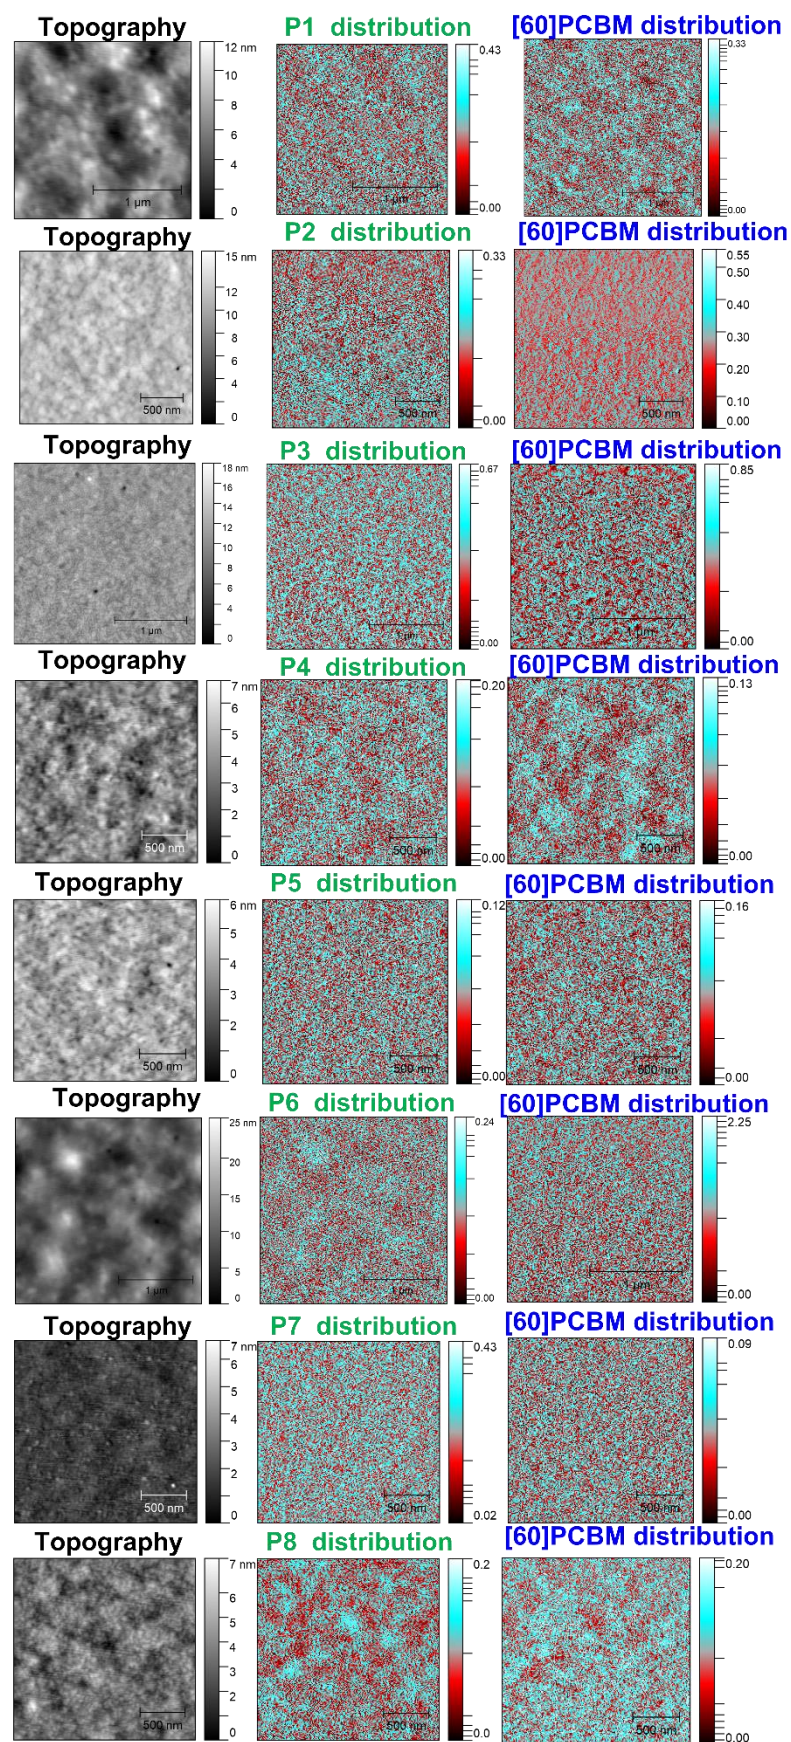 Topography P1 distribution [60]PCBM distribution
12 nm
10
8
6
4
2
0
1 µm
0.43
0.00
1 µm
0.33
0.00
1 µm
Topography P2 distribution [60]PCBM distribution
15 nm
12
10
8
6
4
2
0
500 nm
0.33
0.00
500 nm
0.55
0.50
0.40
0.30
0.20
0.10
0.00
500 nm
Topography P3 distribution [60]PCBM distribution
18 nm
16
14
12
10
8
6
4
2
0
1 µm
0.67
0.00
1 µm
0.85
0.00
1 µm
Topography P4 distribution [60]PCBM distribution
7 nm
6
5
4
3
2
1
0
500 nm
0.20
0.00
500 nm
0.13
0.00
500 nm
Topography P5 distribution [60]PCBM distribution
6 nm
5
4
3
2
1
0
500 nm
0.12
0.00
500 nm
0.16
0.00
500 nm
Topography P6 distribution [60]PCBM distribution
25 nm
20
15
10
5
0
1 µm
0.24
0.00
1 µm
2.25
0.00
1 µm
Topography P7 distribution [60]PCBM distribution
7 nm
6
5
4
3
2
0
500 nm
0.43
0.02
500 nm
0.09
0.00
500 nm
Topography P8 distribution [60]PCBM distribution
7 nm
6
5
4
3
2
1
0
500 nm
0.2
0.0
500 nm
0.20
0.00
500 nm